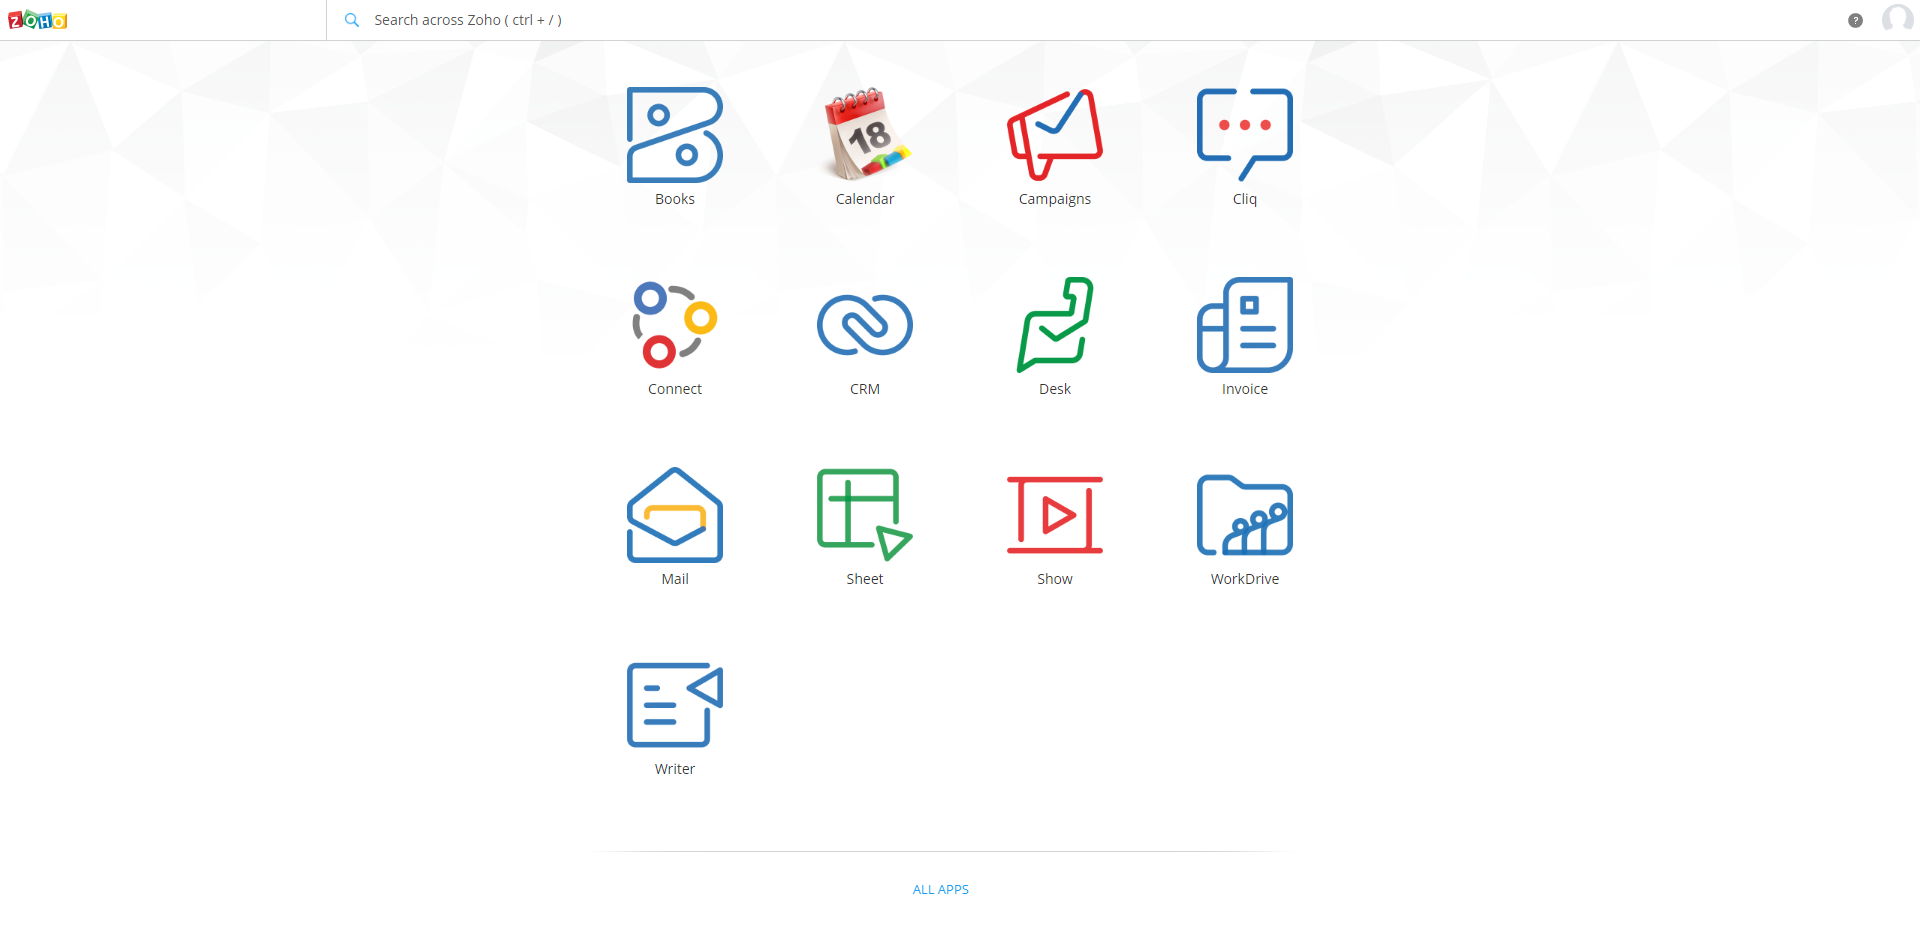 ZOHO
Search across Zoho ( ctrl + / )
?
18
Books
Calendar
Campaigns
Cliq
Connect
CRM
Desk
Invoice
Mail
Sheet
Show
WorkDrive
Writer
ALL APPS